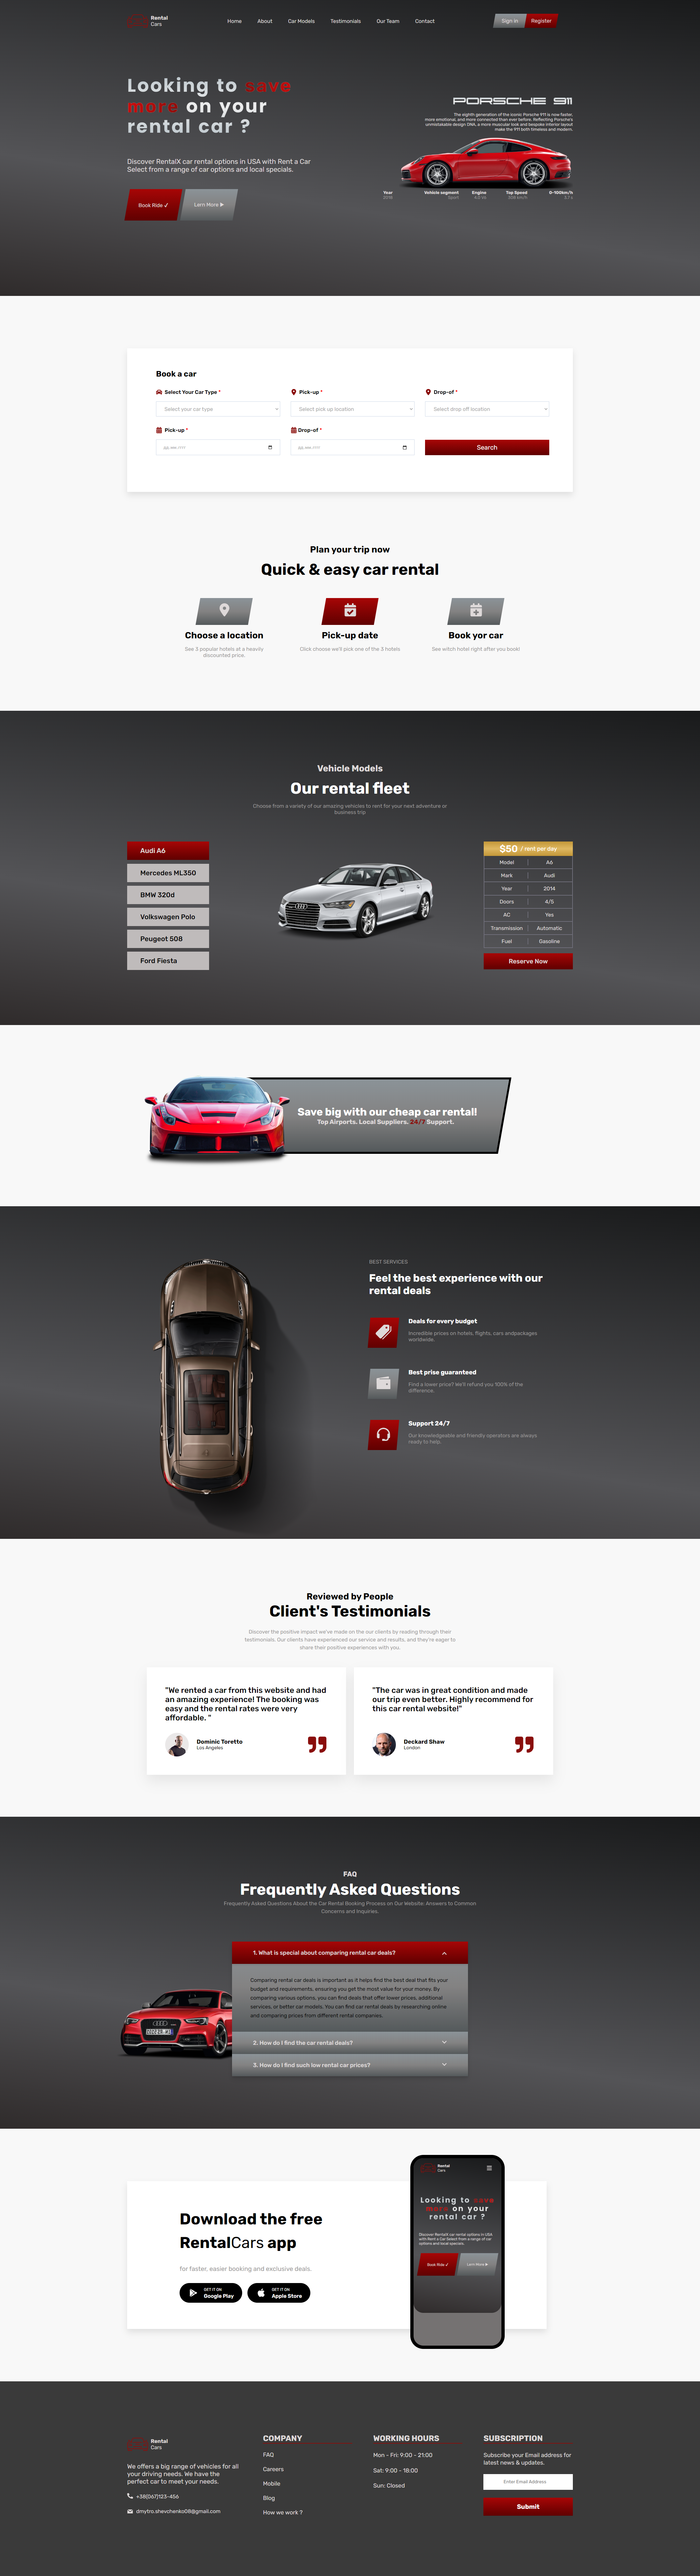 Rental
Cars
Home
About
Car Models
Testimonials
Our Team
Contact
Sign in
Register
Looking to save
more on your
rental car ?
Discover RentalX car rental options in USA with Rent a Car
Select from a range of car options and local specials.
Book Ride ✓
Larn More ▶
PORSCHE 911
The eighth generation of the iconic Porsche 911 is now faster,
more emotional, and more connected than ever before. Reflecting Porsche's
unmistakable design DNA, a more muscular look and bespoke interior layout
make the 911 both timeless and modern.
Year
Vehicle segment
Engine
Top Speed
0-100km/h
Sport
Book a car
Select Your Car Type *
Pick-up *
Drop-of *
Select your car type
Select pick up location
Select drop off location
Pick-up *
Drop-of *
Search
Plan your trip now
Quick & easy car rental
Choose a location
See 3 popular hotels at a heavily
discounted price.
Pick-up date
Click choose we'll pick one of the 3 hotels
Book yor car
See witch hotel right after you book!
Vehicle Models
Our rental fleet
Choose from a variety of our amazing vehicles to rent for your next adventure or
business trip
Audi A6
Mercedes ML350
BMW 320d
Volkswagen Polo
Peugeot 508
Ford Fiesta
$50 / rent per day
Model | A6
Mark | Audi
Year | 2014
Doors | 4/5
AC | Yes
Transmission | Automatic
Fuel | Gasoline
Reserve Now
Save big with our cheap car rental!
Top Airports. Local Suppliers. 24/7 Support.
BEST SERVICES
Feel the best experience with our
rental deals
Deals for every budget
Incredible prices on hotels, flights, cars andpackages
worldwide.
Best prise guaranteed
Find a lower price? We'll refund you 100% of the
difference.
Support 24/7
Our knowledgeable and friendly operators are always
ready to help.
Reviewed by People
Client's Testimonials
Discover the positive impact we've made on the our clients by reading through their
testimonials. Our clients have experienced our service and results, and they're eager to
share their positive experiences with you.
"We rented a car from this website and had
an amazing experience! The booking was
easy and the rental rates were very
affordable. "
Dominic Toretto
Los Angeles
"The car was in great condition and made
our trip even better. Highly recommend for
this car rental website!"
Deckard Shaw
London
FAQ
Frequently Asked Questions
Frequently Asked Questions About the Car Rental Booking Process on Our Website: Answers to Common
Concerns and Inquiries.
1. What is special about comparing rental car deals?
Comparing rental car deals is important as it helps find the best deal that fits your
budget and requirements, ensuring you get the most value for your money. By
comparing various options, you can find deals that offer lower prices, additional
services, or better car models. You can find car rental deals by researching online
and comparing prices from different rental companies.
2. How do I find the car rental deals?
3. How do I find such low rental car prices?
Download the free
RentalCars app
for faster, easier booking and exclusive deals.
GET IT ON
Google Play
GET IT ON
Apple Store
Rental
Cars
Looking to save
more on your
rental car ?
Discover RentalX car rental options in USA
with Rent a Car Select from a range of car
options and local specials.
Book Ride ✓
Larn More ▶
Rental
Cars
We offers a big range of vehicles for all
your driving needs. We have the
perfect car to meet your needs.
+38(067)123-456
dmytro.shevchenko08@gmail.com
COMPANY
FAQ
Careers
Mobile
Blog
How we work ?
WORKING HOURS
Mon - Fri: 9:00 - 21:00
Sat: 9:00 - 18:00
Sun: Closed
SUBSCRIPTION
Subscribe your Email address for
latest news & updates.
Enter Email Address
Submit